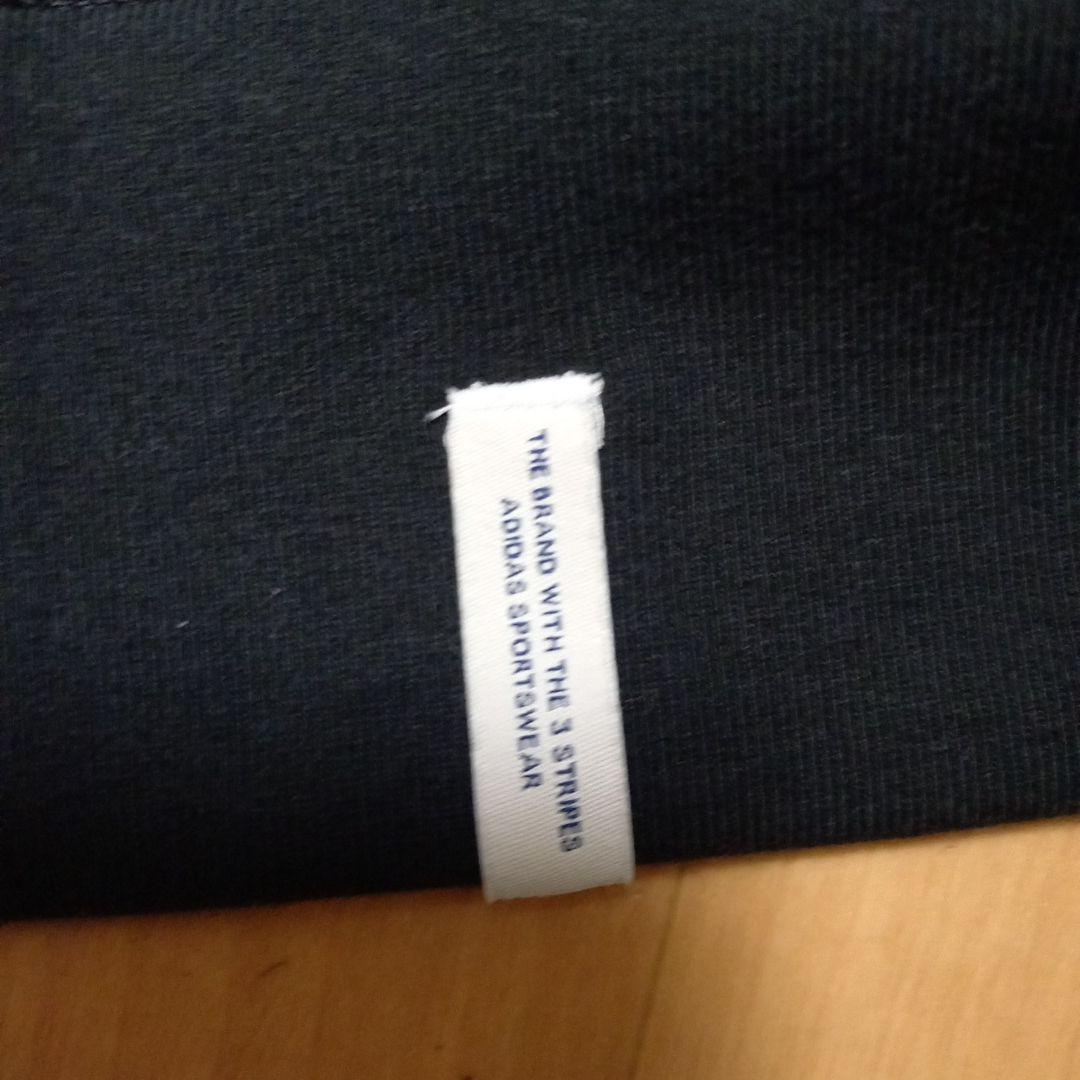 THE BRAND WITH THE 3 STRIPES
ADIDAS SPORTSWEAR